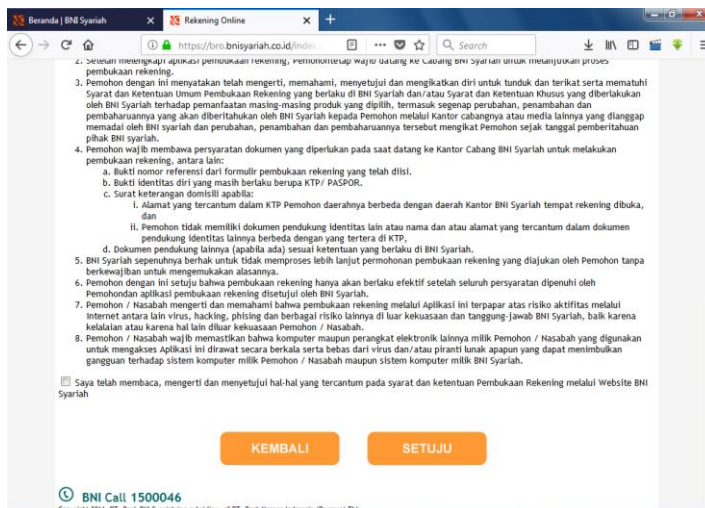 Beranda | BNI Syariah
Rekening Online
https://bro.bnisyariah.co.id/index
Search
2. Setelah melengkapi aplikasi pembukaan rekening, Pemohontetap wajib datang ke Cabang BNI Syariah untuk melanjutkan proses
pembukaan rekening.
3. Pemohon dengan ini menyatakan telah mengerti, memahami, menyetujui dan mengikatkan diri untuk tunduk dan terikat serta mematuhi
Syarat dan Ketentuan Umum Pembukaan Rekening yang berlaku di BNI Syariah dan/atau Syarat dan Ketentuan Khusus yang diberlakukan
oleh BNI Syariah terhadap pemanfaatan masing-masing produk yang dipilih, termasuk segenap perubahan, penambahan dan
pembaharuannya yang akan diberitahukan oleh BNI Syariah kepada Pemohon melalui Kantor cabangnya atau media lainnya yang dianggap
memadai oleh BNI syariah dan perubahan, penambahan dan pembaharuannya tersebut mengikat Pemohon sejak tanggal pemberitahuan
pihak BNI syariah.
4. Pemohon wajib membawa persyaratan dokumen yang diperlukan pada saat datang ke Kantor Cabang BNI Syariah untuk melakukan
pembukaan rekening, antara lain:
a. Bukti nomor referensi dari formulir pembukaan rekening yang telah diisi.
b. Bukti identitas diri yang masih berlaku berupa KTP/ PASPOR.
c. Surat keterangan domisili apabila:
i. Alamat yang tercantum dalam KTP Pemohon daerahnya berbeda dengan daerah Kantor BNI Syariah tempat rekening dibuka,
dan
ii. Pemohon tidak memiliki dokumen pendukung identitas lain atau nama dan atau alamat yang tercantum dalam dokumen
pendukung identitas lainnya berbeda dengan yang tertera di KTP,
d. Dokumen pendukung lainnya (apabila ada) sesuai ketentuan yang berlaku di BNI Syariah.
5. BNI Syariah sepenuhnya berhak untuk tidak memproses lebih lanjut permohonan pembukaan rekening yang diajukan oleh Pemohon tanpa
berkewajiban untuk mengemukakan alasannya.
6. Pemohon dengan ini setuju bahwa pembukaan rekening hanya akan berlaku efektif setelah seluruh persyaratan dipenuhi oleh
Pemohondan aplikasi pembukaan rekening disetujui oleh BNI Syariah.
7. Pemohon / Nasabah mengerti dan memahami bahwa pembukaan rekening melalui Aplikasi ini terpapar atas risiko aktifitas melalui
Internet antara lain virus, hacking, phising dan berbagai risiko lainnya di luar kekuasaan dan tanggung-jawab BNI Syariah, baik karena
kelalaian atau karena hal lain diluar kekuasaan Pemohon / Nasabah.
8. Pemohon / Nasabah wajib memastikan bahwa komputer maupun perangkat elektronik lainnya milik Pemohon / Nasabah yang digunakan
untuk mengakses Aplikasi ini dirawat secara berkala serta bebas dari virus dan/atau piranti lunak apapun yang dapat menimbulkan
gangguan terhadap sistem komputer milik Pemohon / Nasabah maupun sistem komputer milik BNI Syariah.
Saya telah membaca, mengerti dan menyetujui hal-hal yang tercantum pada syarat dan ketentuan Pembukaan Rekening melalui Website BNI
Syariah
KEMBALI
SETUJU
BNI Call 1500046